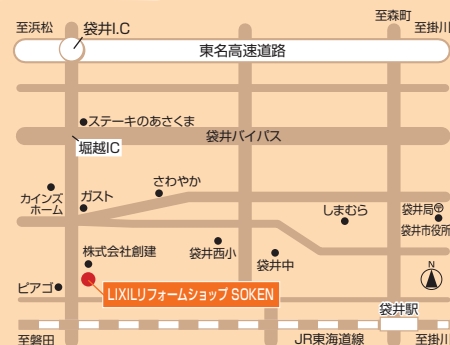 至森町
至浜松
袋井I.C
至掛川
東名高速道路
ステーキのあさくま
袋井バイパス
堀越IC
さわやか
カインズ
ホーム
ガスト
しまむら
袋井局〒
袋井市役所
株式会社創建
袋井西小
袋井中
ピアゴ
LIXILリフォームショップ SOKEN
N
袋井駅
至磐田
JR東海道線
至掛川